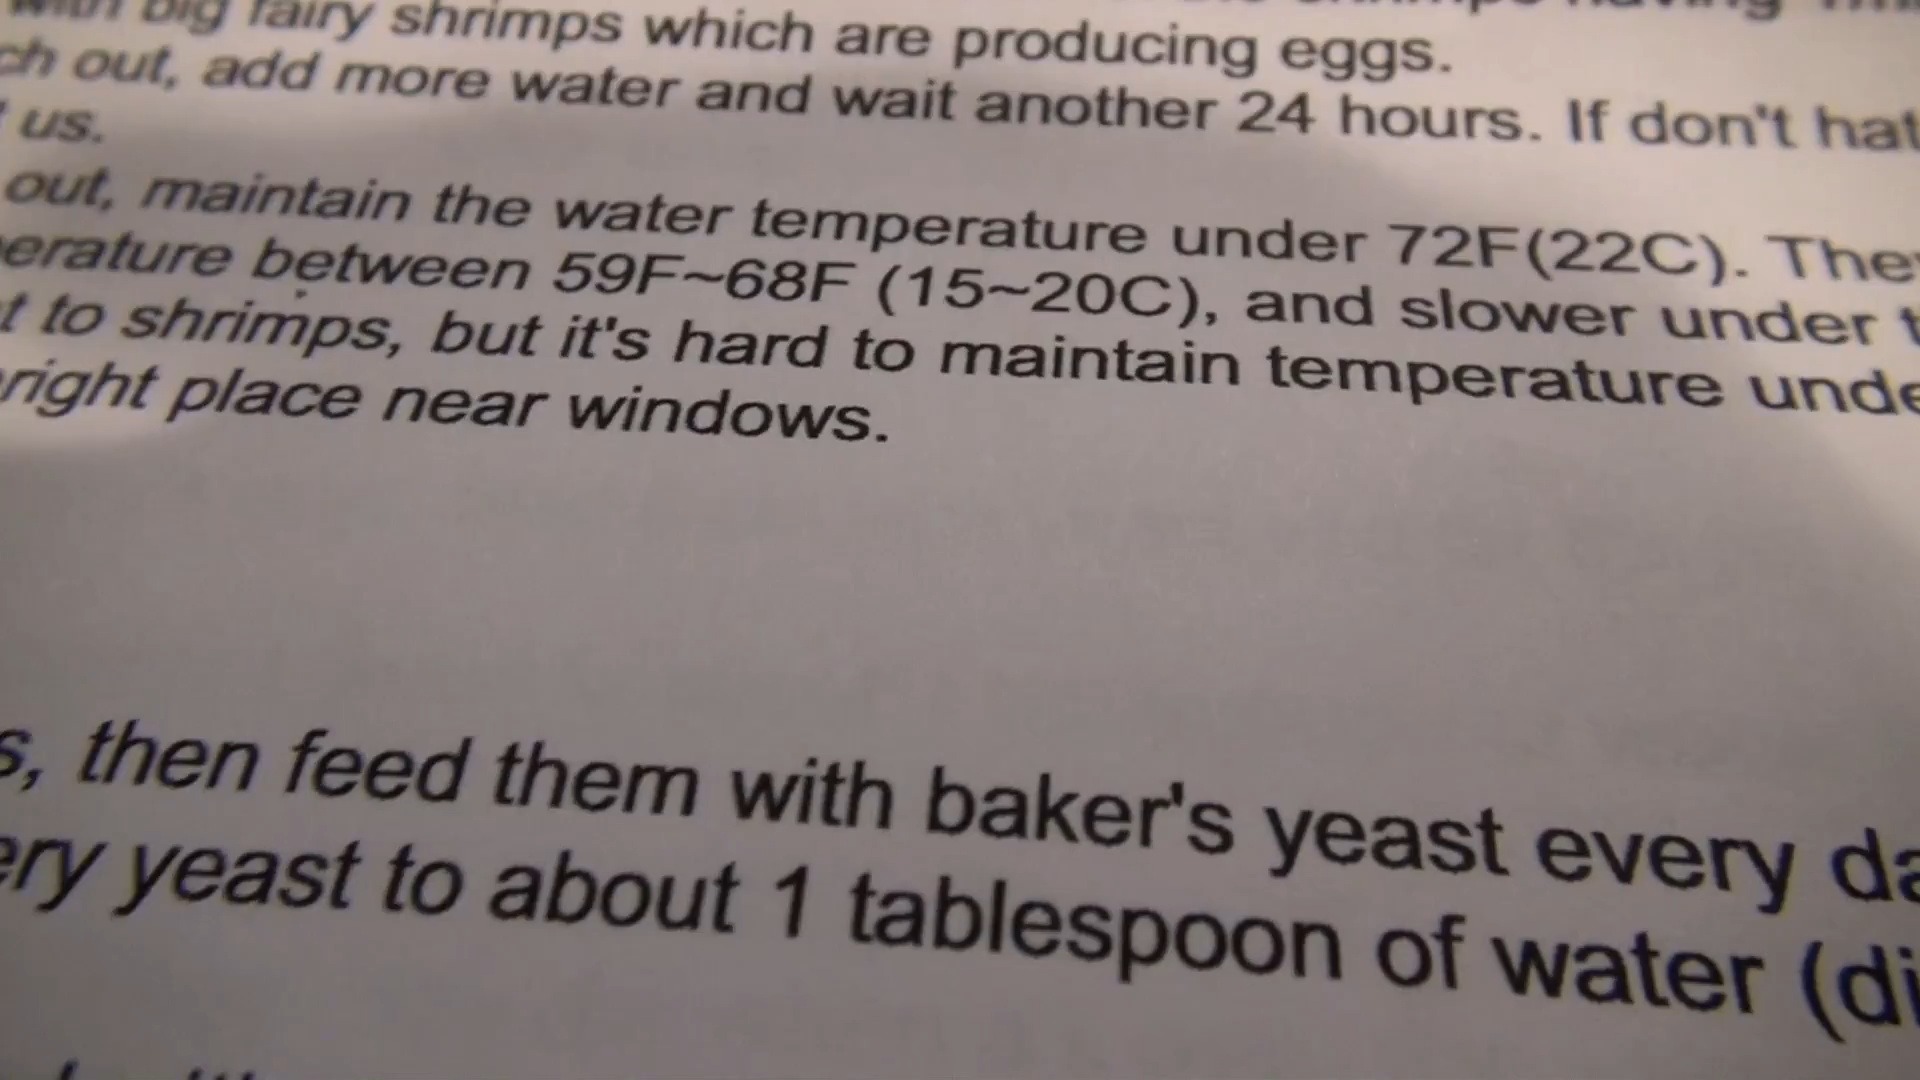 with big fairy shrimps which are producing eggs.
ch out, add more water and wait another 24 hours. If don't hat
us.
out, maintain the water temperature under 72F(22C). They
erature between 59F~68F (15~20C), and slower under t
t to shrimps, but it's hard to maintain temperature unde
right place near windows.
s, then feed them with baker's yeast every da
ery yeast to about 1 tablespoon of water (di